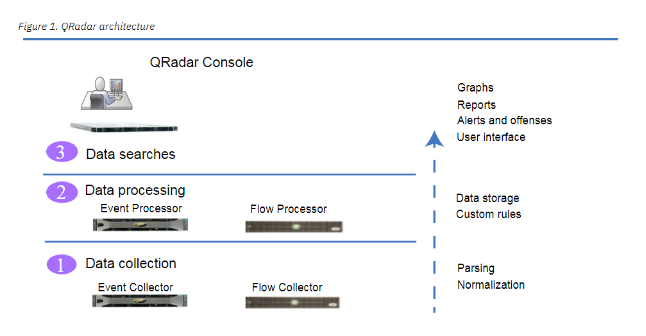 Figure 1. QRadar architecture
QRadar Console
Graphs
Reports
Alerts and offenses
User interface
3 Data searches
2 Data processing
Event Processor
Flow Processor
Data storage
Custom rules
1 Data collection
Event Collector
Flow Collector
Parsing
Normalization